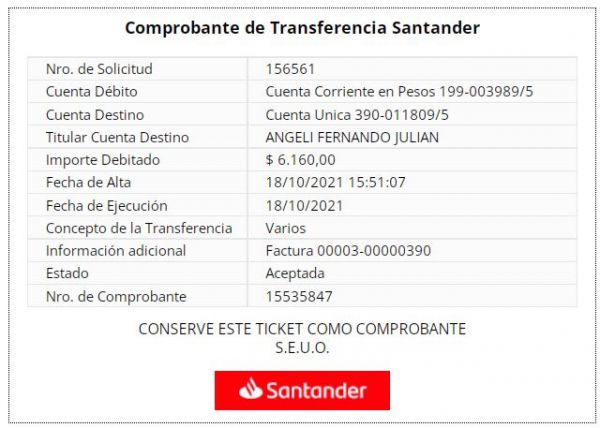 Comprobante de Transferencia Santander
Nro. de Solicitud 156561
Cuenta Débito Cuenta Corriente en Pesos 199-003989/5
Cuenta Destino Cuenta Unica 390-011809/5
Titular Cuenta Destino ANGELI FERNANDO JULIAN
Importe Debitado $ 6.160,00
Fecha de Alta 18/10/2021 15:51:07
Fecha de Ejecución 18/10/2021
Concepto de la Transferencia Varios
Información adicional Factura 00003-00000390
Estado Aceptada
Nro. de Comprobante 15535847
CONSERVE ESTE TICKET COMO COMPROBANTE
S.E.U.O.
Santander